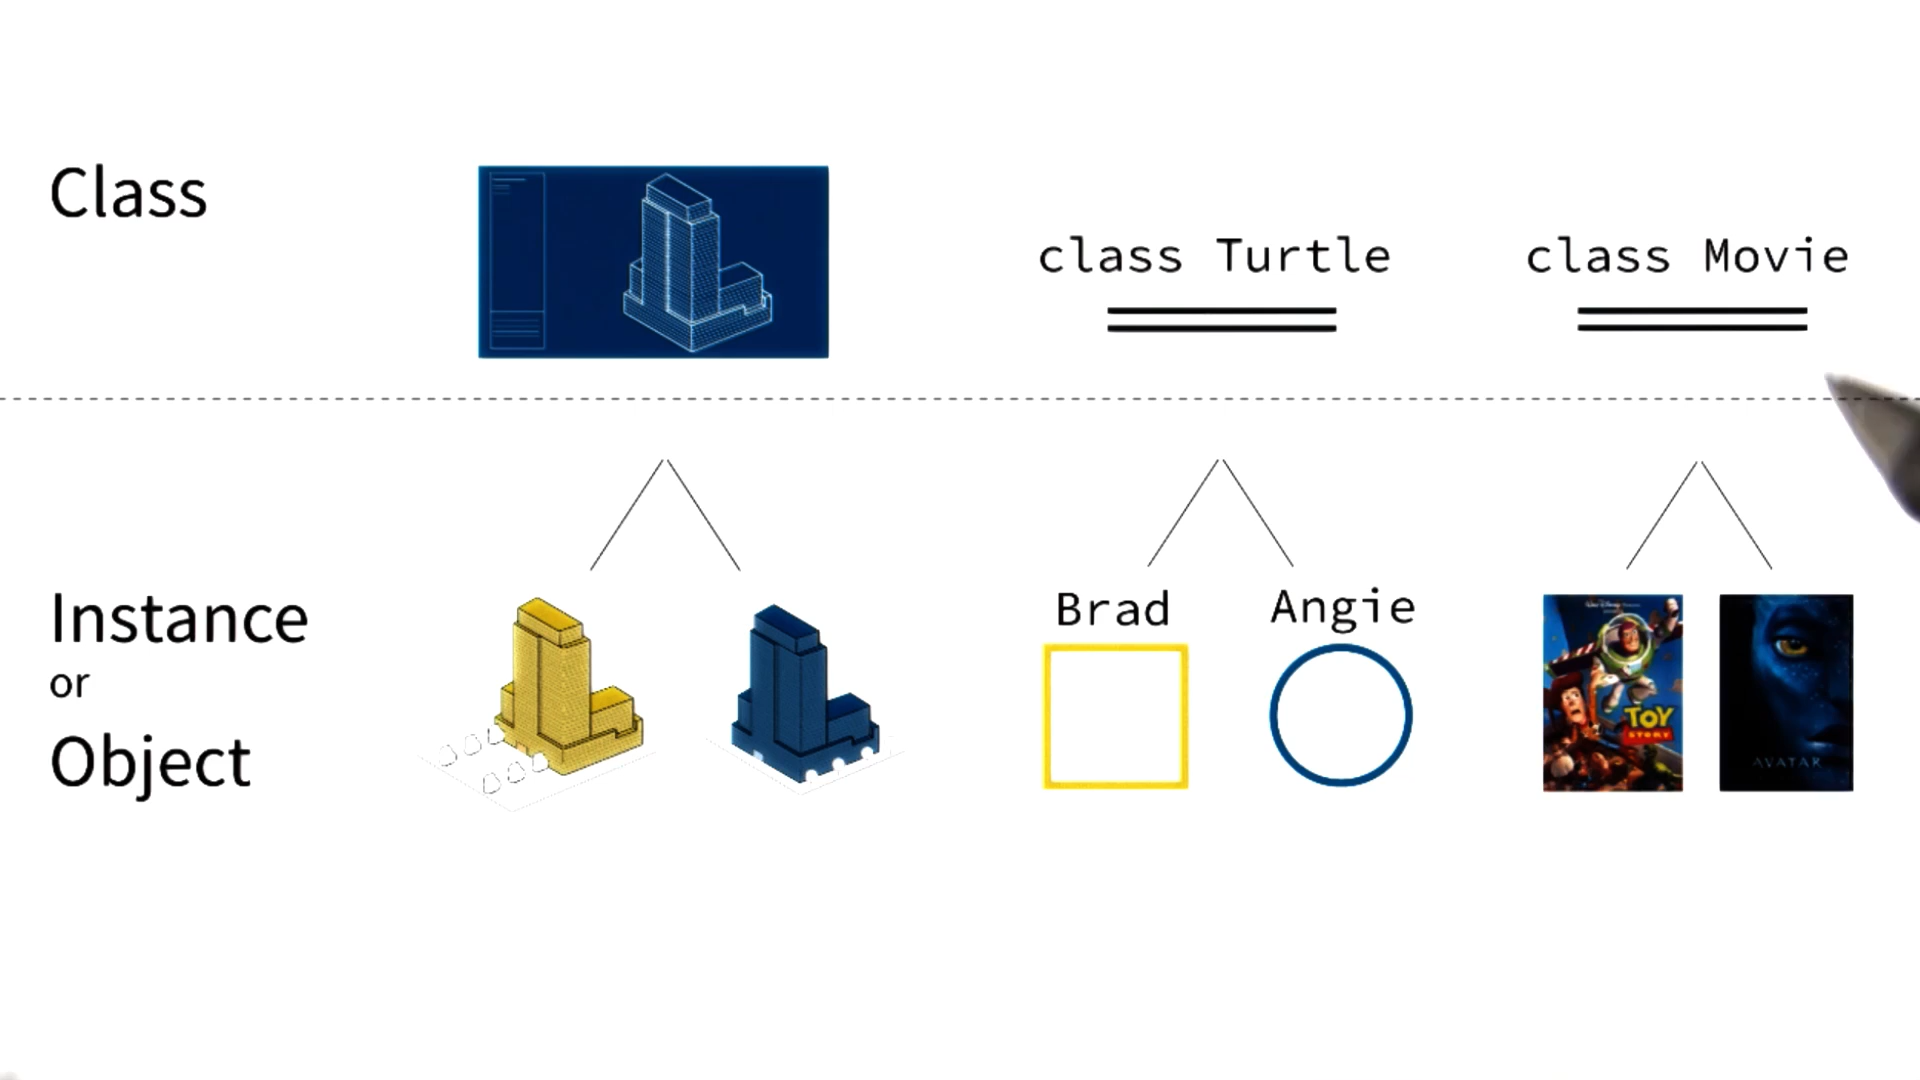 Class
class Turtle
class Movie
Instance
or
Object
Brad
Angie
TOY
STORY
AVATAR